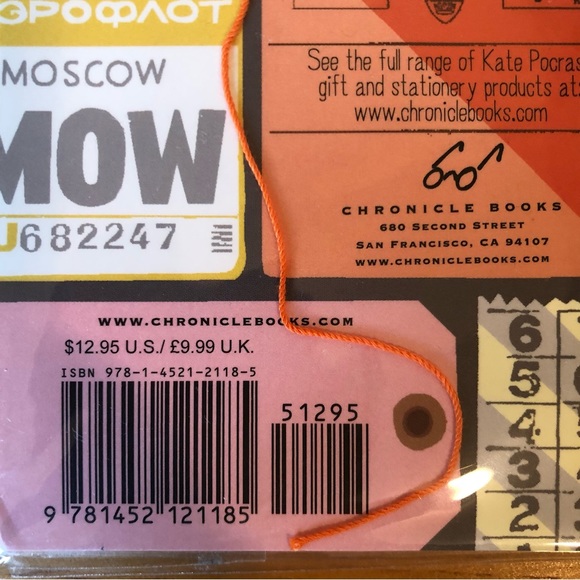 ЭРОФЛОТ
MOSCOW
MOW
682247
See the full range of Kate Pocras
gift and stationery products at:
www.chroniclebooks.com
CHRONICLE BOOKS
680 SECOND STREET
SAN FRANCISCO, CA 94107
WWW.CHRONICLEBOOKS.COM
WWW.CHRONICLEBOOKS.COM
$12.95 U.S./ £9.99 U.K.
ISBN 978-1-4521-2118-5
51295
9 781452 121185
6
5
4
3
2